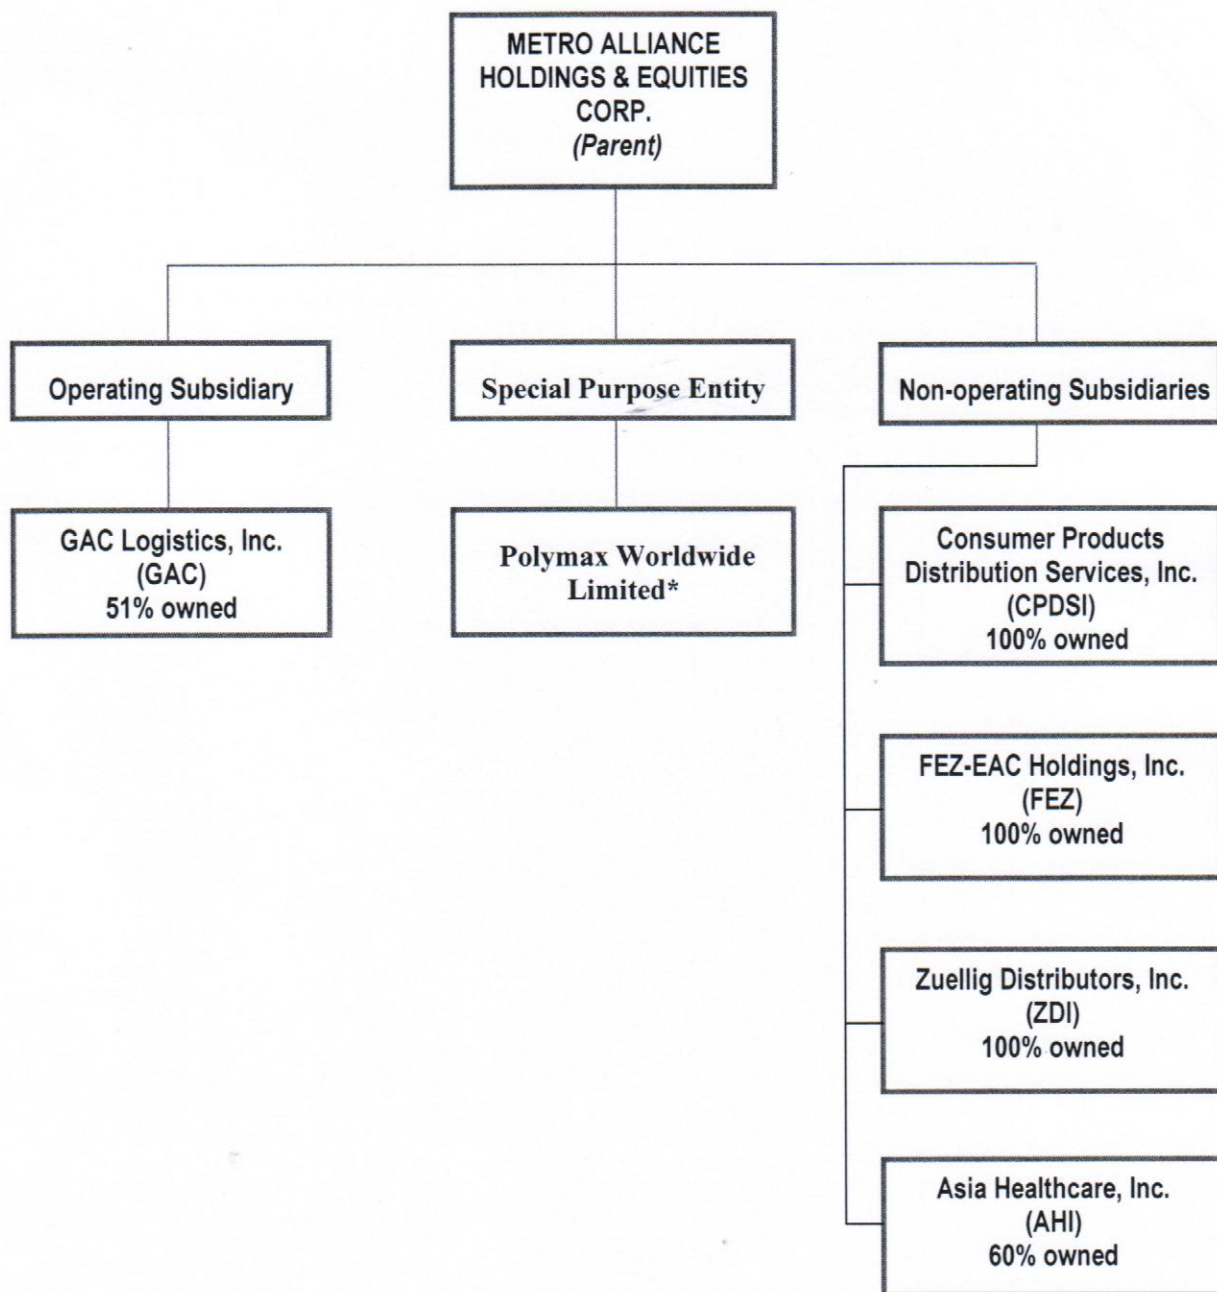 METRO ALLIANCE
HOLDINGS & EQUITIES
CORP.
(Parent)
Operating Subsidiary
Special Purpose Entity
Non-operating Subsidiaries
GAC Logistics, Inc.
(GAC)
51% owned
Polymax Worldwide
Limited*
Consumer Products
Distribution Services, Inc.
(CPDSI)
100% owned
FEZ-EAC Holdings, Inc.
(FEZ)
100% owned
Zuellig Distributors, Inc.
(ZDI)
100% owned
Asia Healthcare, Inc.
(AHI)
60% owned